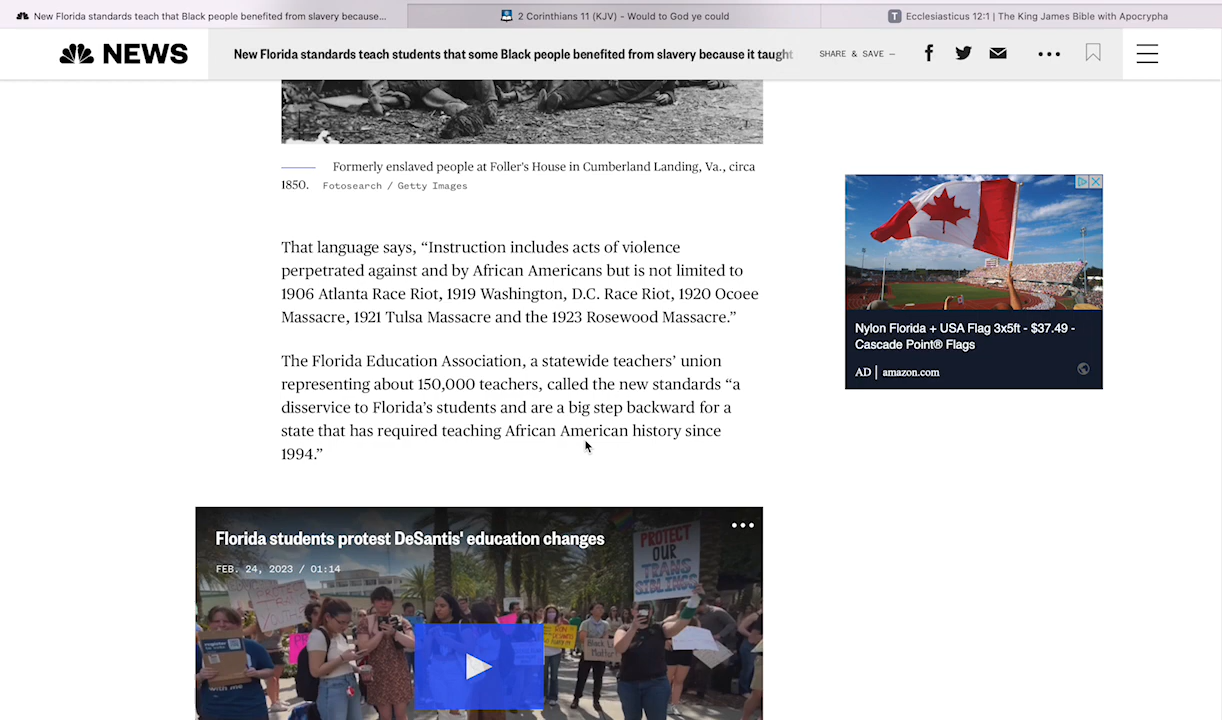 New Florida standards teach that Black people benefited from slavery because...
2 Corinthians 11 (KJV) - Would to God ye could
T Ecclesiasticus 12:1 | The King James Bible with Apocrypha
NEWS
New Florida standards teach students that some Black people benefited from slavery because it taught
SHARE & SAVE —
Formerly enslaved people at Foller's House in Cumberland Landing, Va., circa
1850. Fotosearch / Getty Images
That language says, “Instruction includes acts of violence
perpetrated against and by African Americans but is not limited to
1906 Atlanta Race Riot, 1919 Washington, D.C. Race Riot, 1920 Ocoee
Massacre, 1921 Tulsa Massacre and the 1923 Rosewood Massacre.”
The Florida Education Association, a statewide teachers’ union
representing about 150,000 teachers, called the new standards “a
disservice to Florida’s students and are a big step backward for a
state that has required teaching African American history since
1994.”
Nylon Florida + USA Flag 3x5ft - $37.49 -
Cascade Point® Flags
AD | amazon.com
Florida students protest DeSantis' education changes
FEB. 24, 2023 / 01:14
PROTECT
OUR
TRANS
SIBLINGS